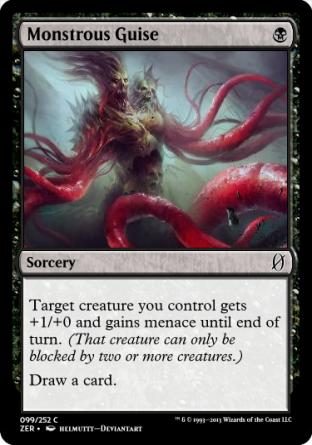 Monstrous Guise
Sorcery
Target creature you control gets
+1/+0 and gains menace until end of
turn. (That creature can only be
blocked by two or more creatures.)
Draw a card.
099/252 C
ZER • HELMUTTT—DEVIANTART
™ & © 1993–2013 Wizards of the Coast LLC